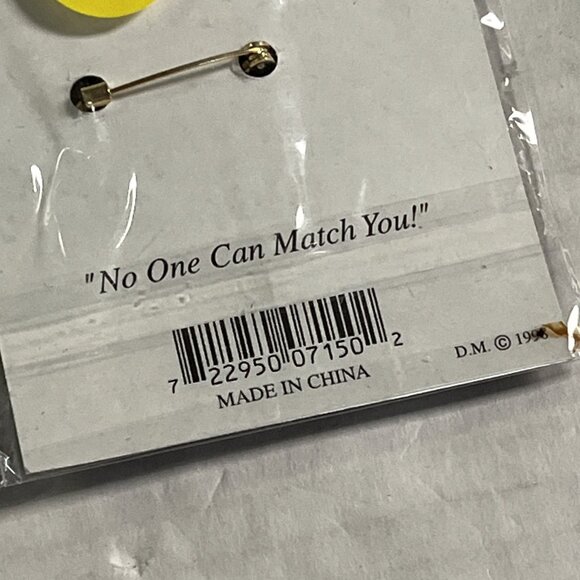 "No One Can Match You!"
7 22950 07150 2
MADE IN CHINA
D.M. ©